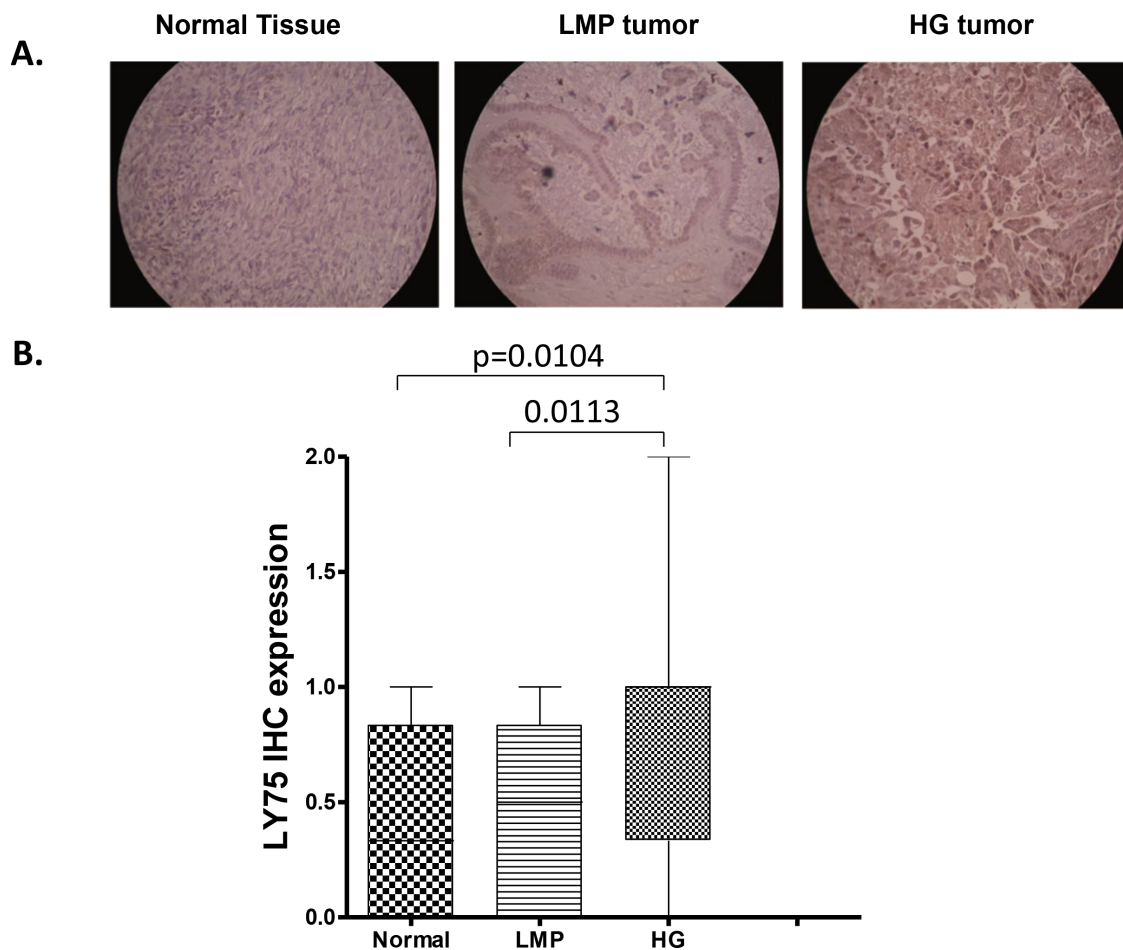 Normal Tissue
LMP tumor
HG tumor
A.
B.
p=0.0104
0.0113
2.0
1.5
1.0
0.5
0.0
LY75 IHC expression
Normal
LMP
HG